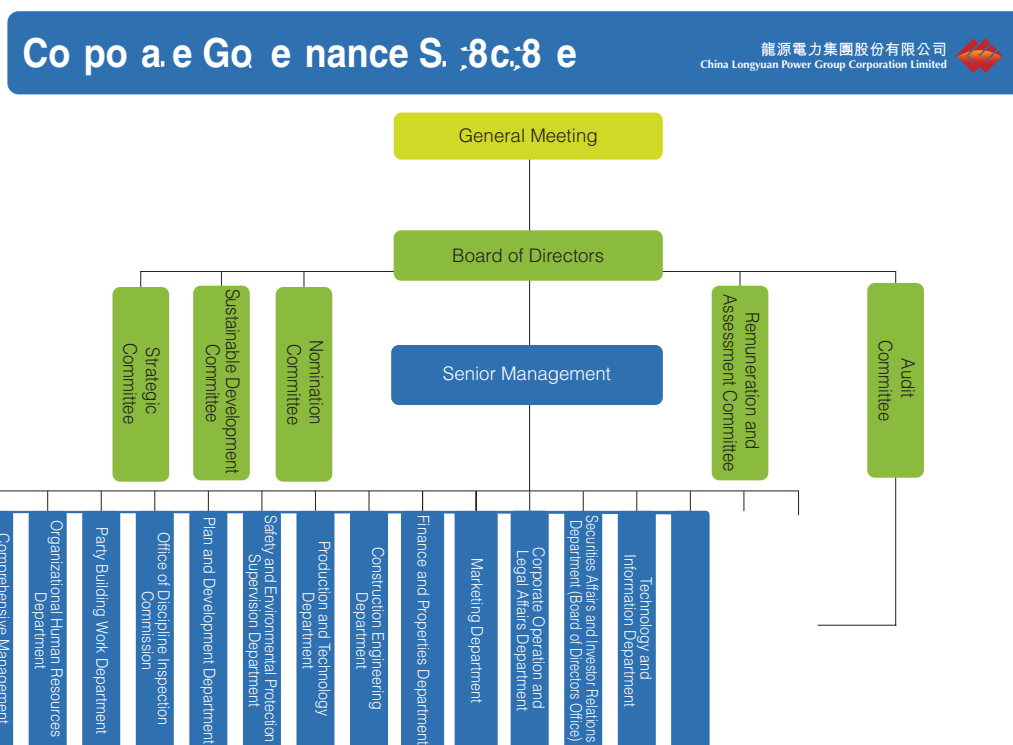 Co po a. e Go. e nance S. ;8c;8 e
龍源電力集團股份有限公司
China Longyuan Power Group Corporation Limited
General Meeting
Board of Directors
Strategic
Committee
Sustainable Development
Committee
Nomination
Committee
Senior Management
Remuneration and
Assessment Committee
Audit
Committee
Comprehensive Management
Organizational Human Resources
Department
Party Building Work Department
Office of Discipline Inspection
Commission
Plan and Development Department
Safety and Environmental Protection
Supervision Department
Production and Technology
Department
Construction Engineering
Department
Finance and Properties Department
Marketing Department
Corporate Operation and
Legal Affairs Department
Securities Affairs and Investor Relations
Department (Board of Directors Office)
Technology and
Information Department